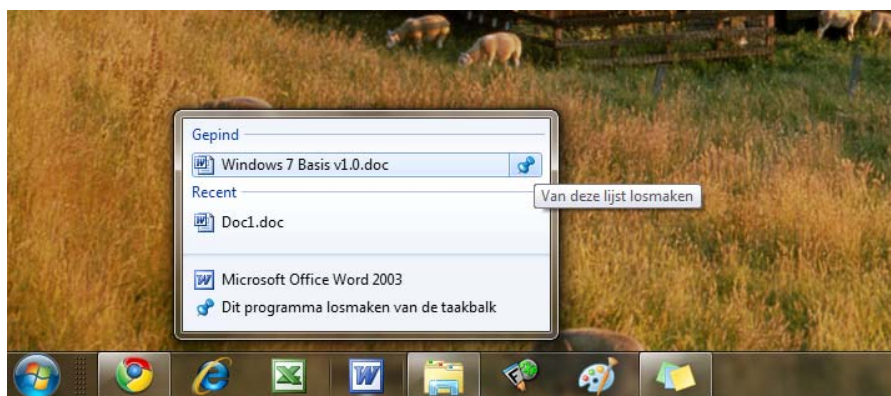 Gepind
Windows 7 Basis v1.0.doc
Van deze lijst losmaken
Recent
Doc1.doc
Microsoft Office Word 2003
Dit programma losmaken van de taakbalk